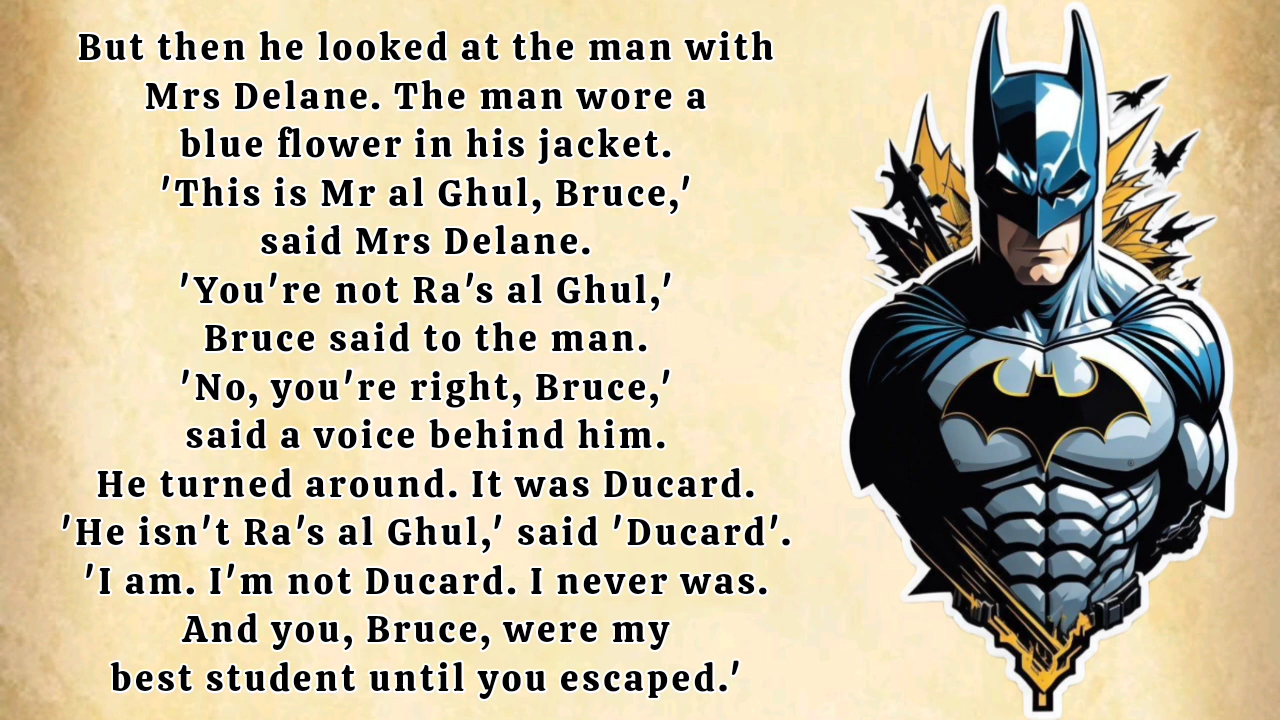 But then he looked at the man with
Mrs Delane. The man wore a
blue flower in his jacket.
'This is Mr al Ghul, Bruce,'
said Mrs Delane.
'You're not Ra's al Ghul,'
Bruce said to the man.
'No, you're right, Bruce,'
said a voice behind him.
He turned around. It was Ducard.
'He isn't Ra's al Ghul,' said 'Ducard'.
'I am. I'm not Ducard. I never was.
And you, Bruce, were my
best student until you escaped.'